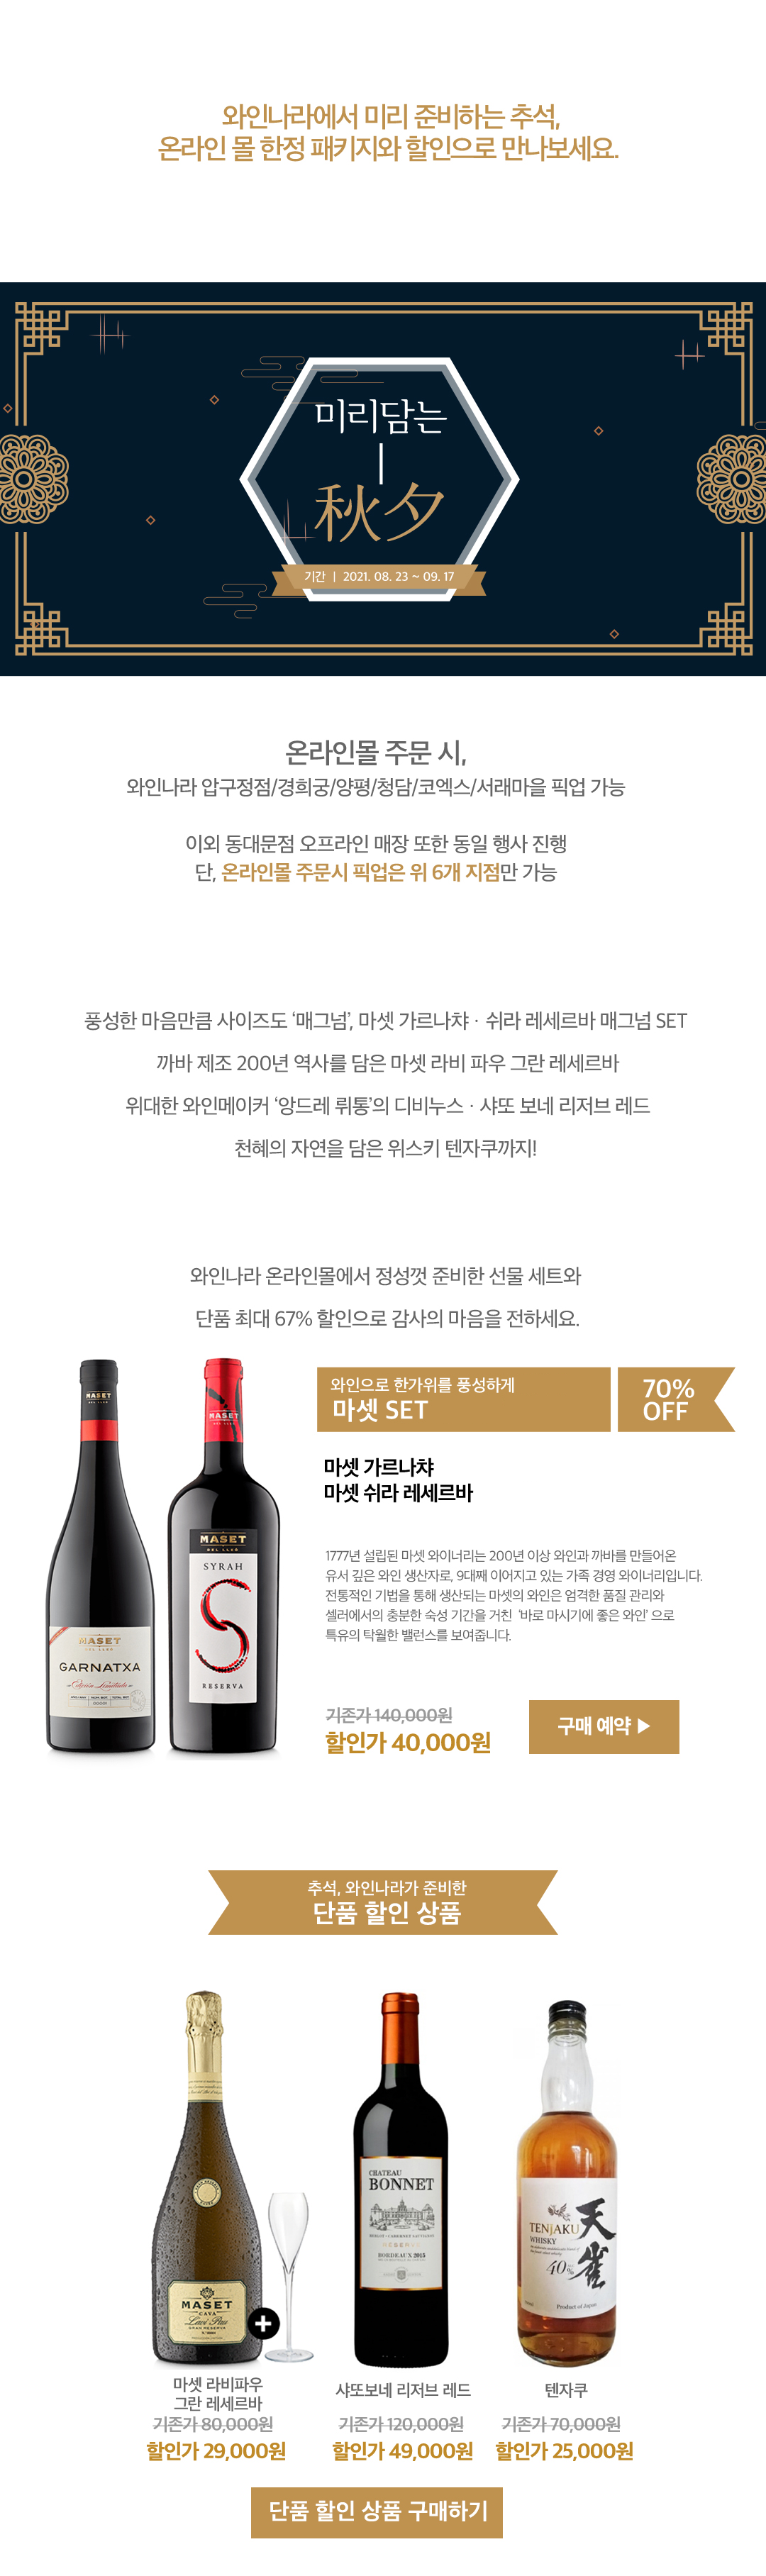 와인나라에서 미리 준비하는 추석,
온라인 몰 한정 패키지와 할인으로 만나보세요.
미리담는
秋夕
기간 | 2021. 08. 23 ~ 09. 17
온라인몰 주문 시,
와인나라 압구정점/경희궁/양평/청담/코엑스/서래마을 픽업 가능
이외 동대문점 오프라인 매장 또한 동일 행사 진행
단, 온라인몰 주문시 픽업은 위 6개 지점만 가능
풍성한 마음만큼 사이즈도 ‘매그넘’, 마셋 가르나챠 · 쉬라 레세르바 매그넘 SET
까바 제조 200년 역사를 담은 마셋 라비 파우 그란 레세르바
위대한 와인메이커 ‘앙드레 뤼통’의 디비누스 · 샤또 보네 리저브 레드
천혜의 자연을 담은 위스키 텐자쿠까지!
와인나라 온라인몰에서 정성껏 준비한 선물 세트와
단품 최대 67% 할인으로 감사의 마음을 전하세요.
와인으로 한가위를 풍성하게
마셋 SET
70%
OFF
마셋 가르나챠
마셋 쉬라 레세르바
1777년 설립된 마셋 와이너리는 200년 이상 와인과 까바를 만들어온
유서 깊은 와인 생산자로, 9대째 이어지고 있는 가족 경영 와이너리입니다.
전통적인 기법을 통해 생산되는 마셋의 와인은 엄격한 품질 관리와
셀러에서의 충분한 숙성 기간을 거친 ‘바로 마시기에 좋은 와인’ 으로
특유의 탁월한 밸런스를 보여줍니다.
기존가 140,000원
할인가 40,000원
구매 예약 ▶
MASET
MASET
MASET
GARNATXA
MASET
DEL LLEÓ
SYRAH
S
RESERVA
추석, 와인나라가 준비한
단품 할인 상품
MASET
CAVA
GRAN RESERVA
+
CHATEAU
BONNET
MERLOT - CABERNET SAUVIGNON
RESERVE
BORDEAUX 2015
TENJAKU
WHISKY
40%
天雀
Product of Japan
마셋 라비파우
그란 레세르바
기존가 80,000원
할인가 29,000원
샤또보네 리저브 레드
기존가 120,000원
할인가 49,000원
텐자쿠
기존가 70,000원
할인가 25,000원
단품 할인 상품 구매하기